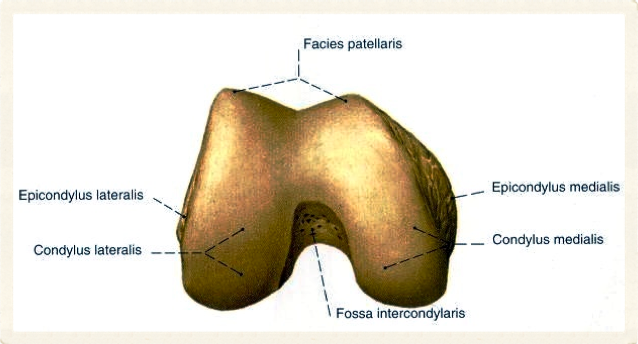 Facies patellaris
Epicondylus lateralis
Epicondylus medialis
Condylus lateralis
Condylus medialis
Fossa intercondylaris